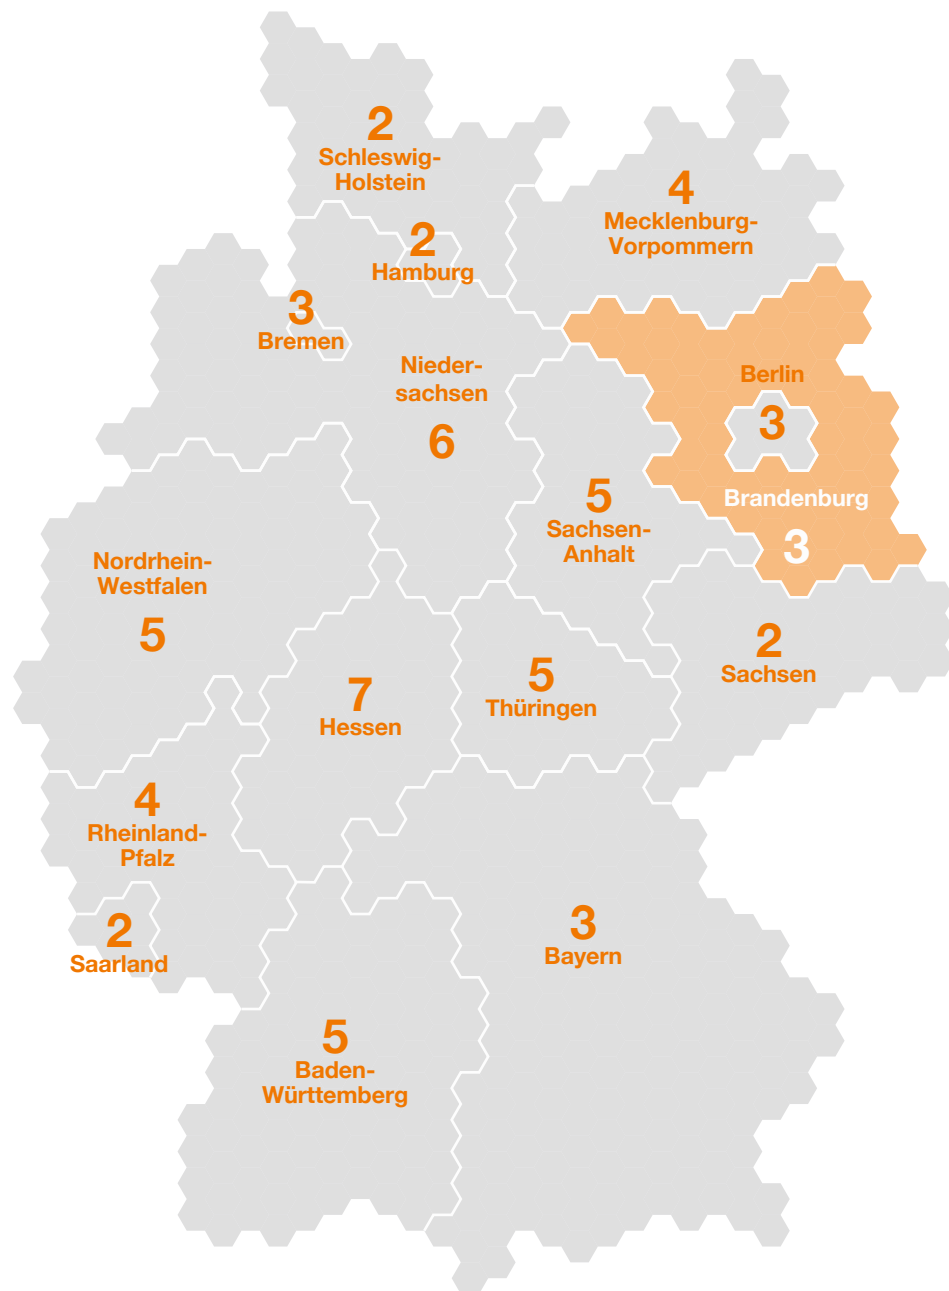 2
Schleswig-
Holstein
4
Mecklenburg-
Vorpommern
2
Hamburg
3
Bremen
Nieder-
sachsen
6
Berlin
3
Brandenburg
3
5
Sachsen-
Anhalt
Nordrhein-
Westfalen
5
2
Sachsen
7
Hessen
5
Thüringen
4
Rheinland-
Pfalz
2
Saarland
3
Bayern
5
Baden-
Württemberg